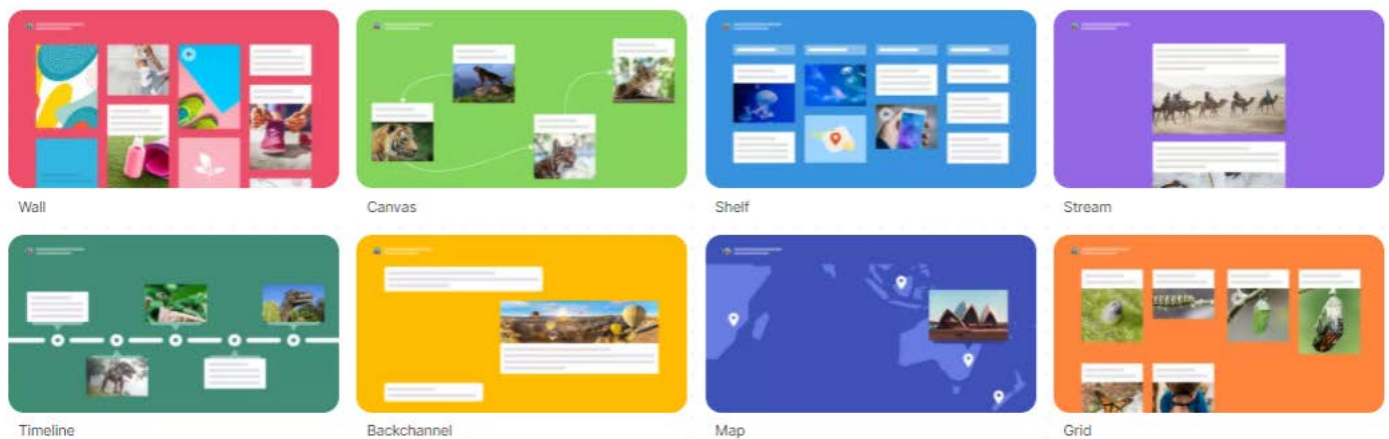 Wall
Canvas
Shelf
Stream
Timeline
Backchannel
Map
Grid